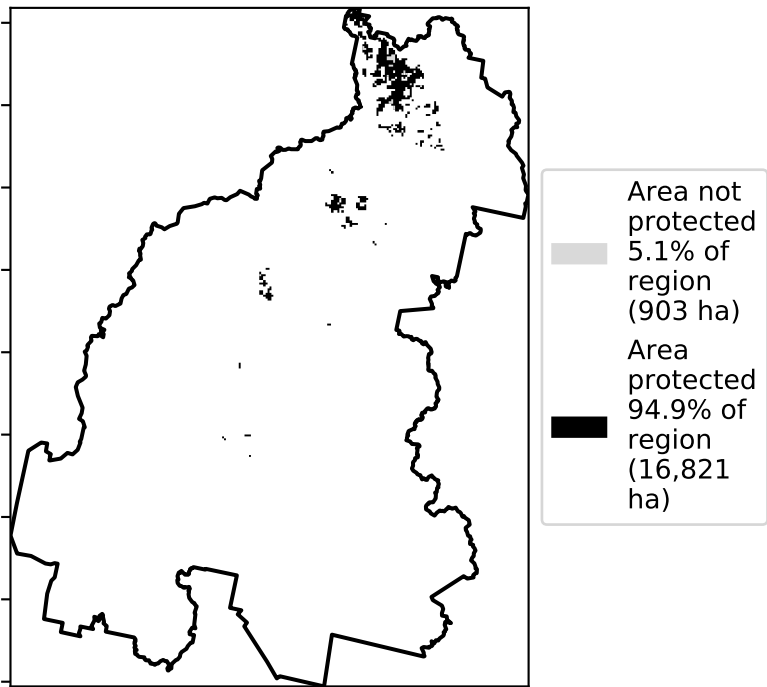 Area not
protected
5.1% of
region
(903 ha)
Area
protected
94.9% of
region
(16,821
ha)